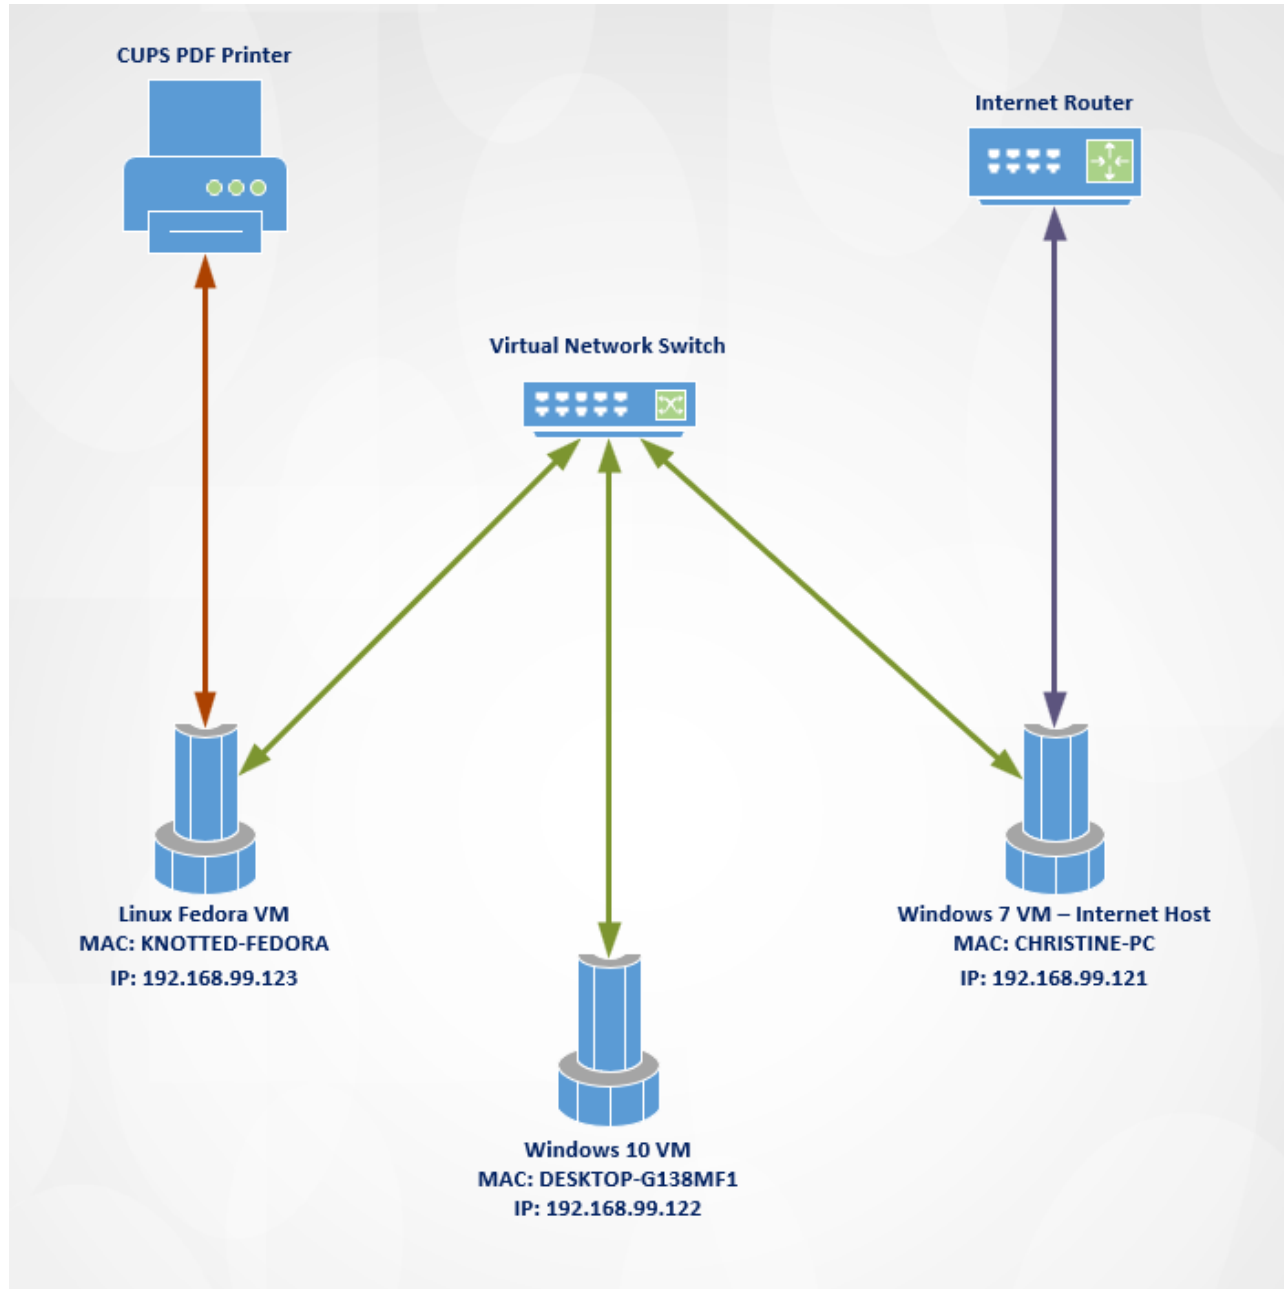 CUPS PDF Printer
Internet Router
Virtual Network Switch
Linux Fedora VM
MAC: KNOTTED-FEDORA
IP: 192.168.99.123
Windows 7 VM – Internet Host
MAC: CHRISTINE-PC
IP: 192.168.99.121
Windows 10 VM
MAC: DESKTOP-G138MF1
IP: 192.168.99.122